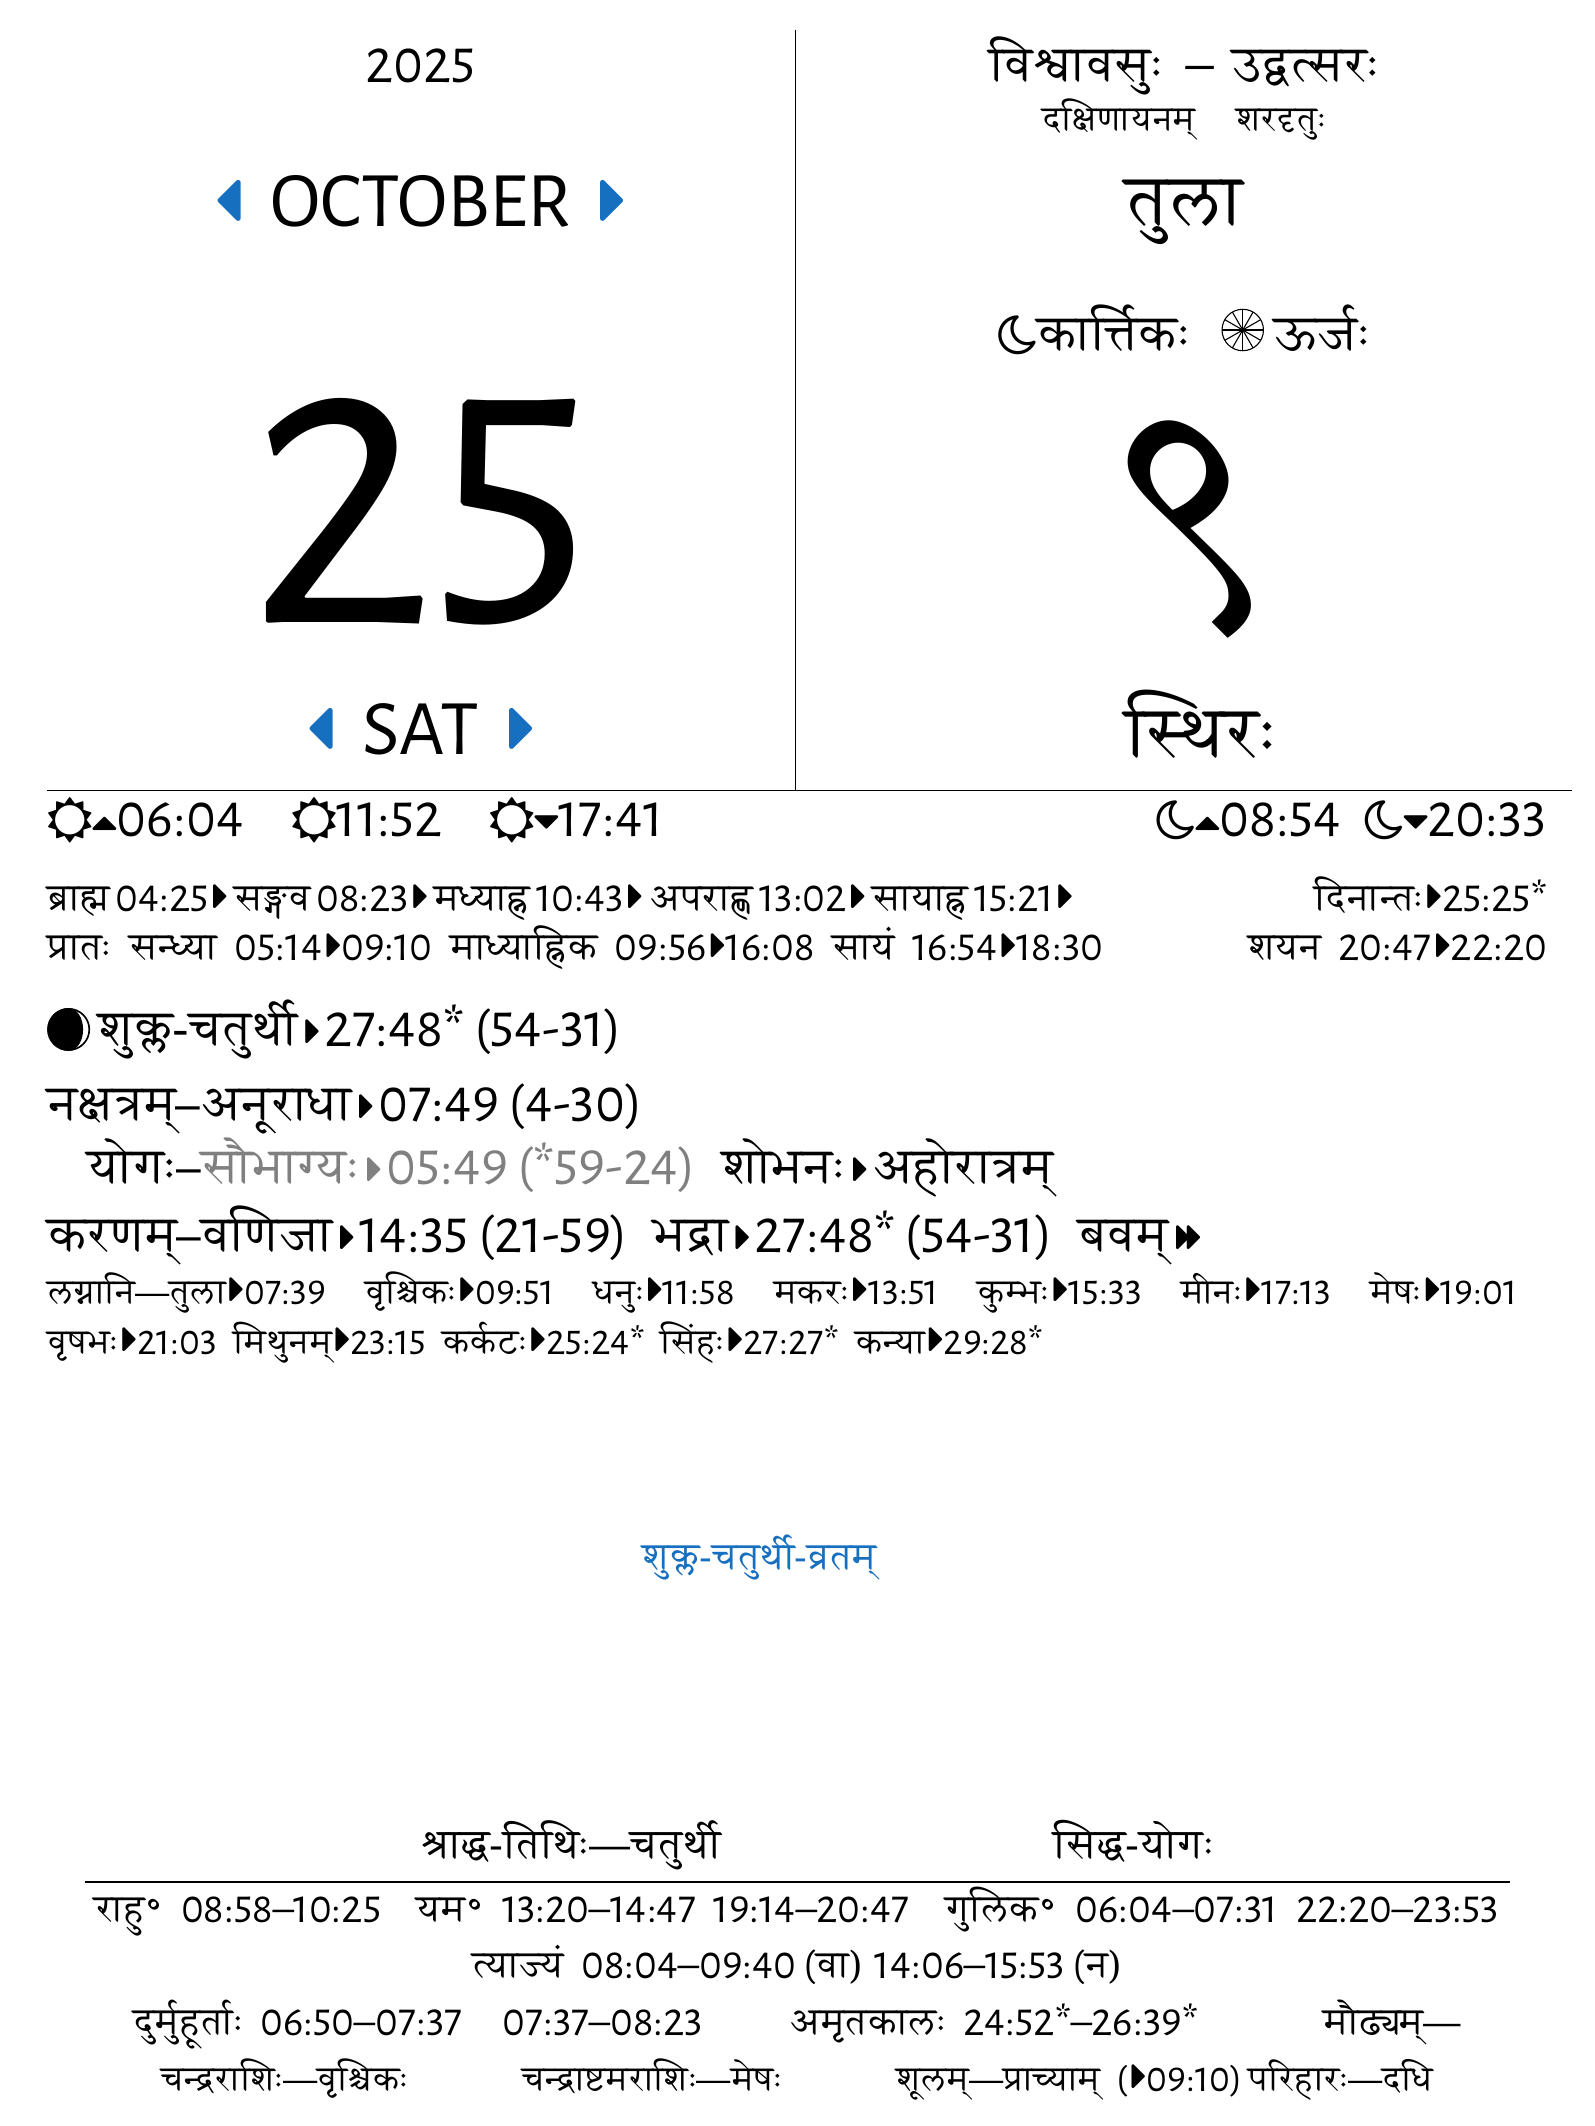 2025
OCTOBER
25
SAT
विश्वावसुः – उद्वत्सरः
दक्षिणायनम् शरदृतुः
तुला
कार्त्तिकः ऊर्जः
९
स्थिरः
06:04 11:52 17:41 08:54 20:33
ब्राह्म 04:25 सङ्गव 08:23 मध्याह्न 10:43 अपराह्ण 13:02 सायाह्न 15:21 दिनान्तः 25:25*
प्रातः सन्ध्या 05:14 09:10 माध्याह्निक 09:56 16:08 सायं 16:54 18:30 शयन 20:47 22:20
शुक्ल-चतुर्थी 27:48* (54-31)
नक्षत्रम्–अनूराधा 07:49 (4-30)
योगः–सौभाग्यः 05:49 (*59-24) शोभनः अहोरात्रम्
करणम्–वणिजा 14:35 (21-59) भद्रा 27:48* (54-31) बवम्
लग्नानि—तुला 07:39 वृश्चिकः 09:51 धनुः 11:58 मकरः 13:51 कुम्भः 15:33 मीनः 17:13 मेषः 19:01
वृषभः 21:03 मिथुनम् 23:15 कर्कटः 25:24* सिंहः 27:27* कन्या 29:28*
शुक्ल-चतुर्थी-व्रतम्
श्राद्ध-तिथिः—चतुर्थी सिद्ध-योगः
राहु॰ 08:58–10:25 यम॰ 13:20–14:47 19:14–20:47 गुलिक॰ 06:04–07:31 22:20–23:53
त्याज्यं 08:04–09:40 (वा) 14:06–15:53 (न)
दुर्मुहूर्ताः 06:50–07:37 07:37–08:23 अमृतकालः 24:52*–26:39* मौढ्यम्—
चन्द्रराशिः—वृश्चिकः चन्द्राष्टमराशिः—मेषः शूलम्—प्राच्याम् (09:10) परिहारः—दधि